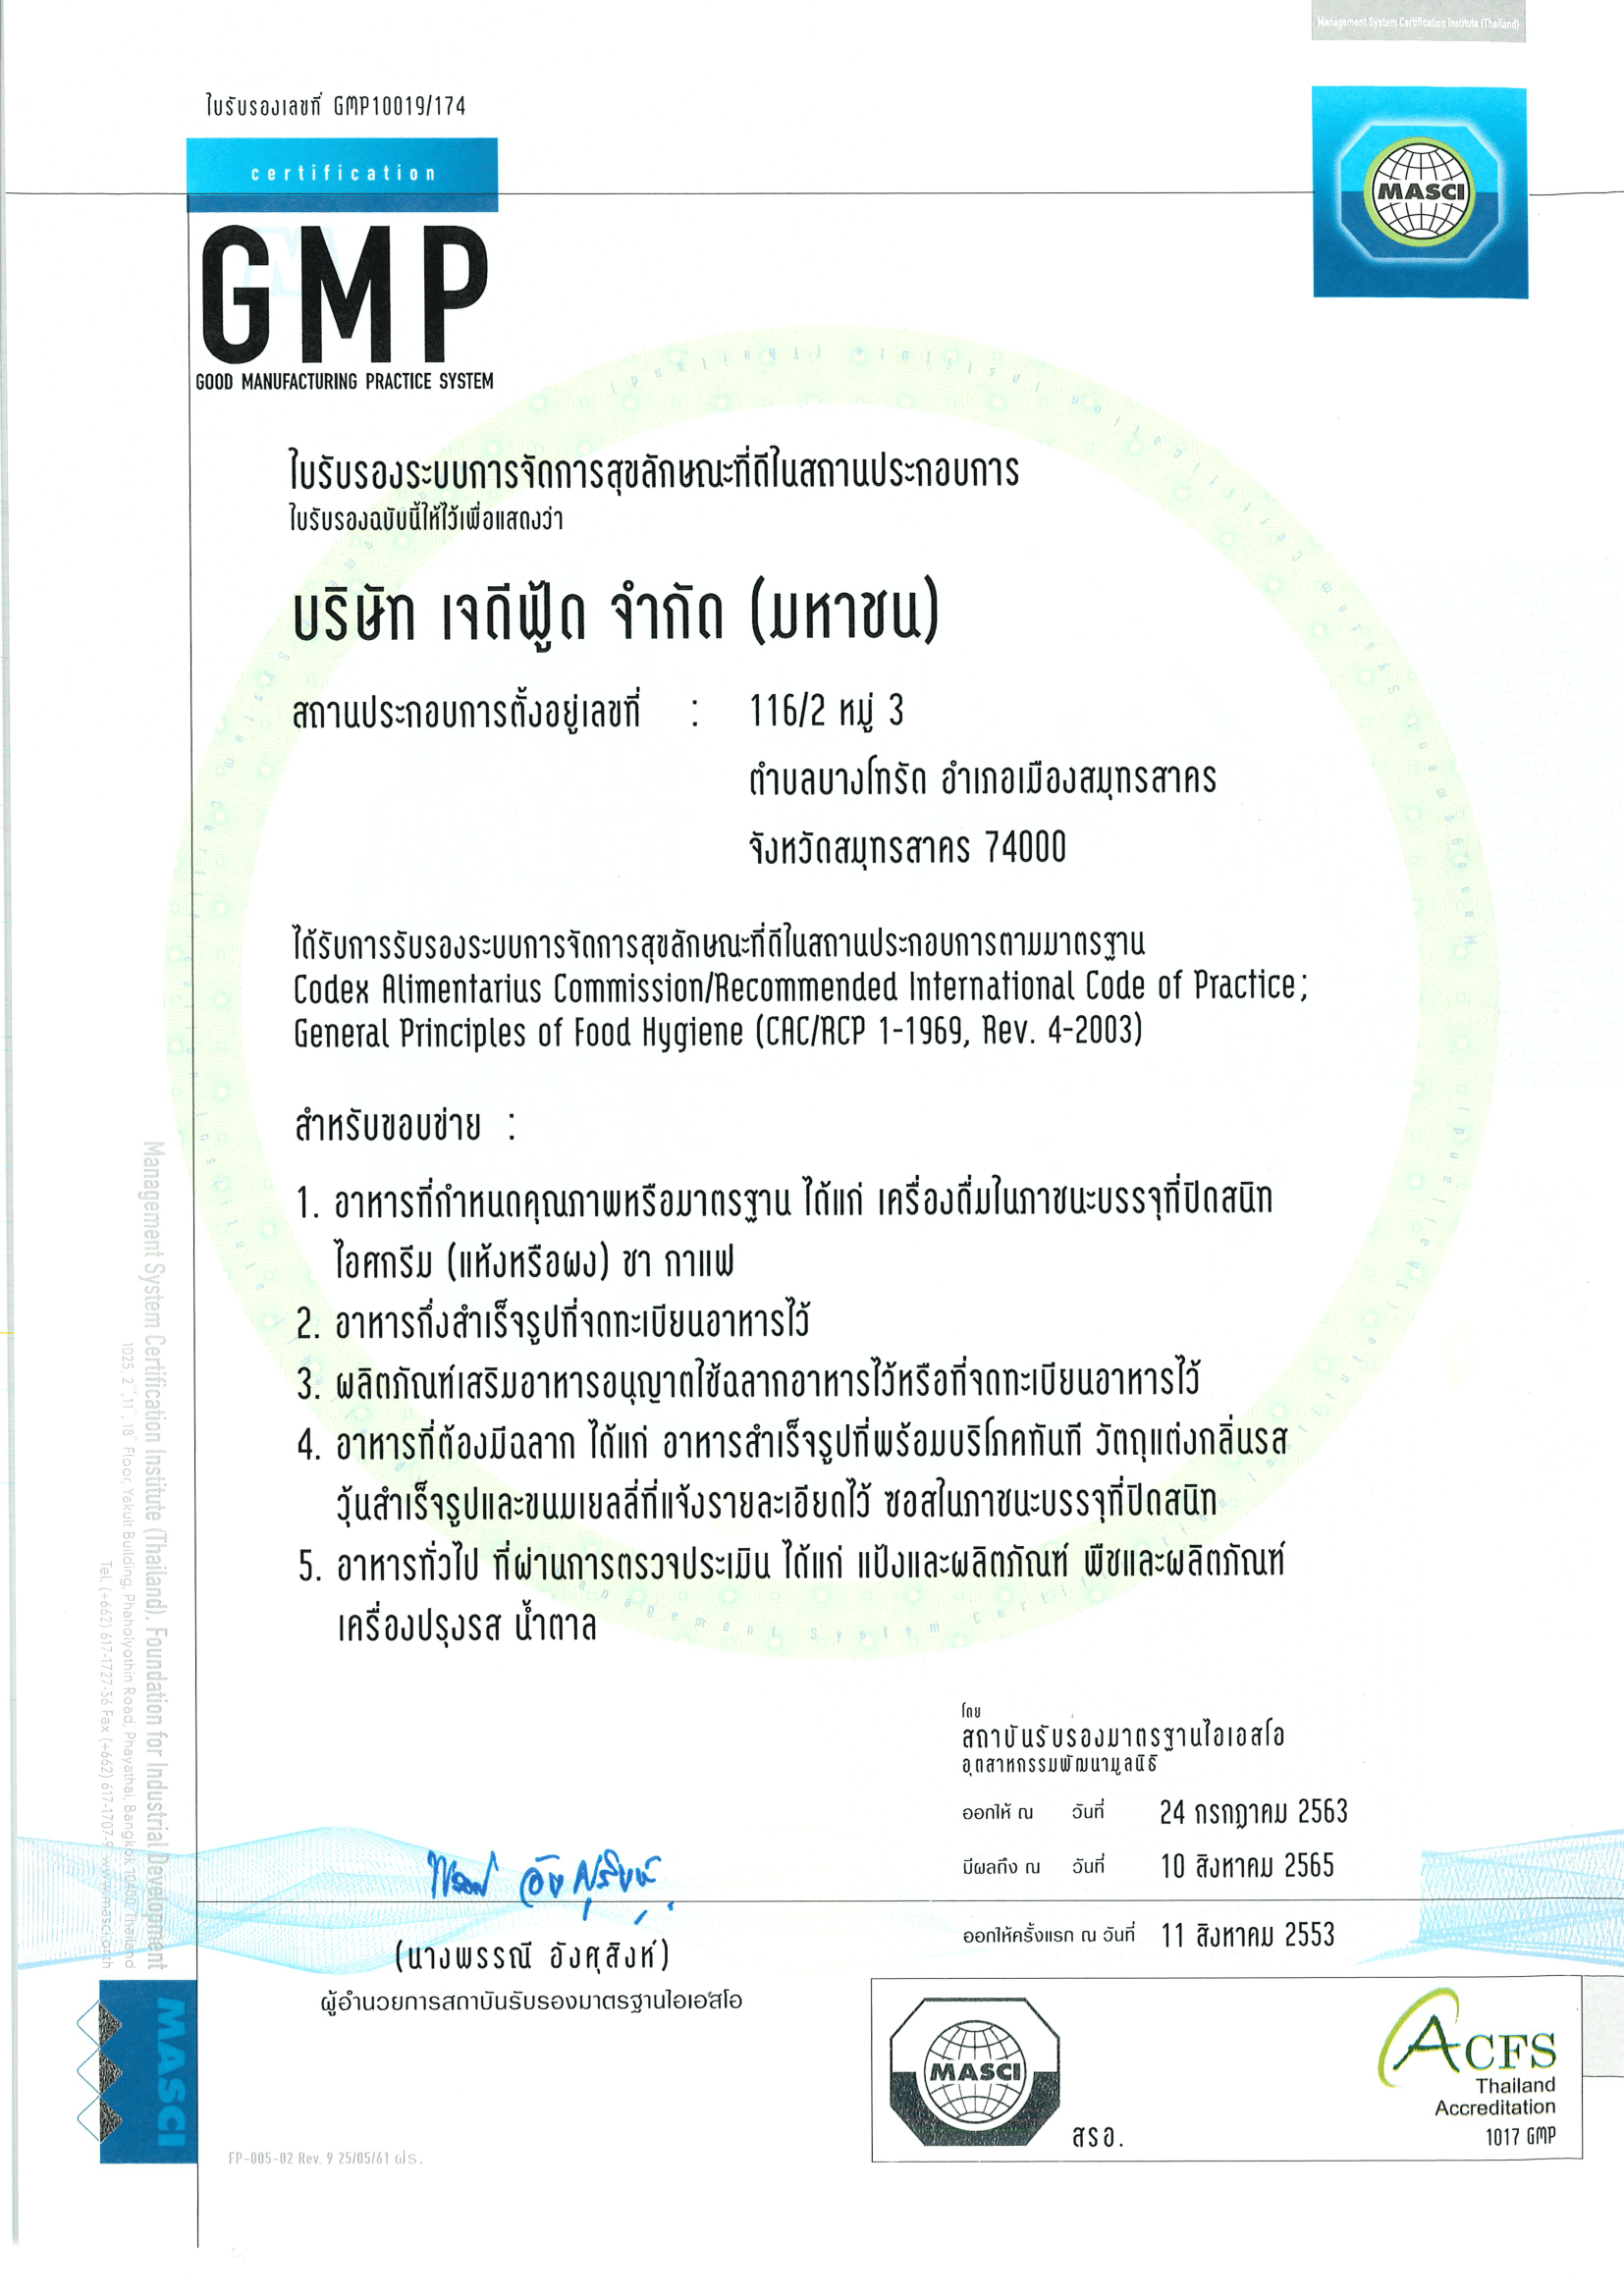 Management System Certification Institute (Thailand)
ใบรับรองเลขที่ GMP10019/174
certification
MASCI
GMP
GOOD MANUFACTURING PRACTICE SYSTEM
ใบรับรองระบบการจัดการสุขลักษณะที่ดีในสถานประกอบการ
ใบรับรองฉบับนี้ให้ไว้เพื่อแสดงว่า
บริษัท เจดีฟู้ด จำกัด (มหาชน)
สถานประกอบการตั้งอยู่เลขที่ : 116/2 หมู่ 3
ตำบลบางโทรัด อำเภอเมืองสมุทรสาคร
จังหวัดสมุทรสาคร 74000
ได้รับการรับรองระบบการจัดการสุขลักษณะที่ดีในสถานประกอบการตามมาตรฐาน
Codex Alimentarius Commission/Recommended International Code of Practice;
General Principles of Food Hygiene (CAC/RCP 1-1969, Rev. 4-2003)
สำหรับขอบข่าย :
1. อาหารที่กำหนดคุณภาพหรือมาตรฐาน ได้แก่ เครื่องดื่มในภาชนะบรรจุที่ปิดสนิท
ไอศกรีม (แห้งหรือผง) ชา กาแฟ
2. อาหารกึ่งสำเร็จรูปที่จดทะเบียนอาหารไว้
3. ผลิตภัณฑ์เสริมอาหารอนุญาตใช้ฉลากอาหารไว้หรือที่จดทะเบียนอาหารไว้
4. อาหารที่ต้องมีฉลาก ได้แก่ อาหารสำเร็จรูปที่พร้อมบริโภคทันที วัตถุแต่งกลิ่นรส
วุ้นสำเร็จรูปและขนมเยลลี่ที่แจ้งรายละเอียดไว้ ซอสในภาชนะบรรจุที่ปิดสนิท
5. อาหารทั่วไป ที่ผ่านการตรวจประเมิน ได้แก่ แป้งและผลิตภัณฑ์ พืชและผลิตภัณฑ์
เครื่องปรุงรส น้ำตาล
โดย
สถาบันรับรองมาตรฐานไอเอสโอ
อุตสาหกรรมพัฒนามูลนิธิ
ออกให้ ณ วันที่ 24 กรกฎาคม 2563
มีผลถึง ณ วันที่ 10 สิงหาคม 2565
ออกให้ครั้งแรก ณ วันที่ 11 สิงหาคม 2553
(นางพรรณี อังศุสิงห์)
ผู้อำนวยการสถาบันรับรองมาตรฐานไอเอสโอ
MASCI
สรอ.
ACFS
Thailand
Accreditation
1017 GMP
FP-005-02 Rev. 9 25/05/61 ฝร.
Management System Certification Institute (Thailand), Foundation for Industrial Development
1025, 2nd, 11th, 18th Floor, Yakult Building, Phaholyothin Road, Phayathai, Bangkok 10400 Thailand
Tel. (+662) 617-1727-36 Fax (+662) 617-1707-9 www.masci.or.th
MASCI